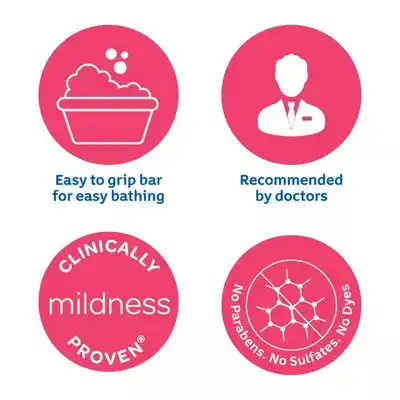 Easy to grip bar
for easy bathing
Recommended
by doctors
CLINICALLY
mildness
PROVEN®
No Parabens. No Sulfates. No Dyes